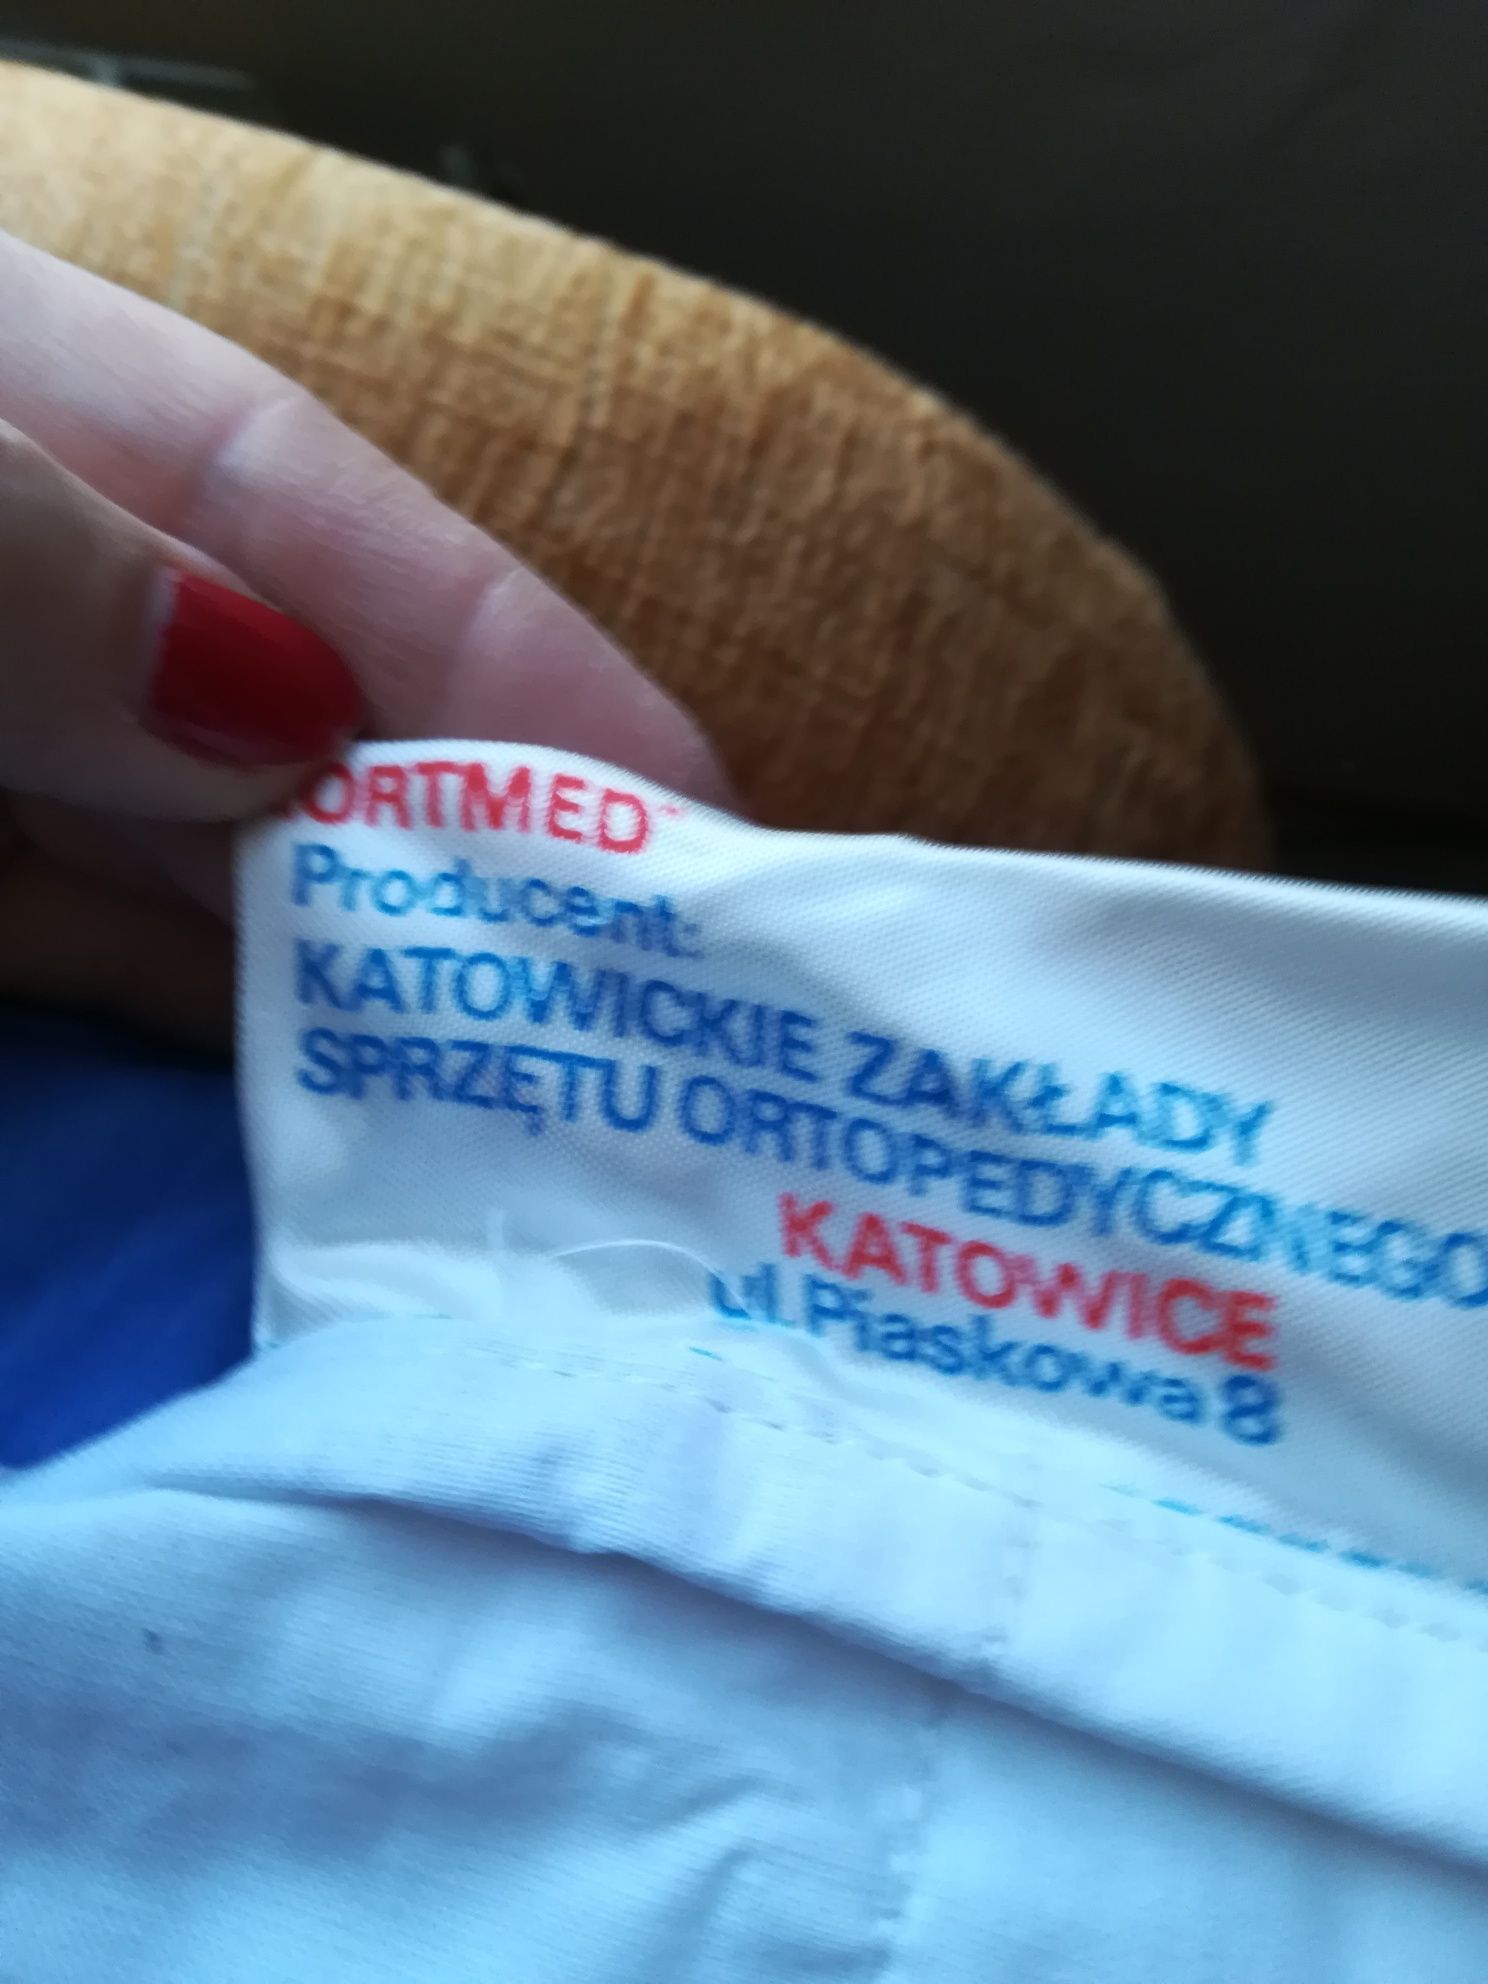 ORTMED"
Producent:
KATOWICKIE ZAKŁADY
SPRZĘTU ORTOPEDYCZNEGO
KATOWICE
ul. Piaskowa 8